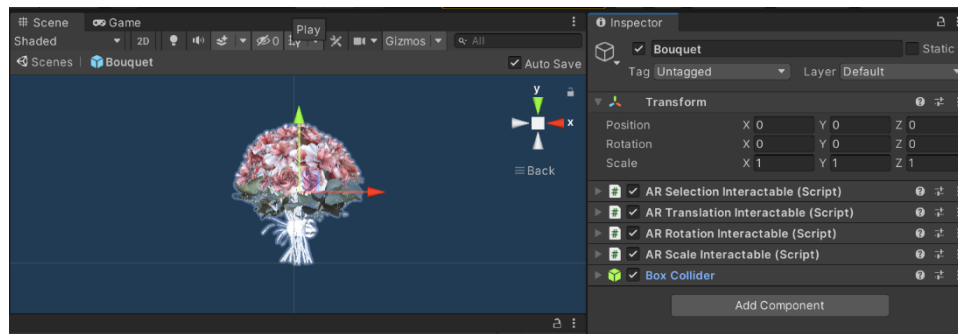 Scene Game
Play
Shaded 2D 0 Gizmos All
Scenes Bouquet Auto Save
y
x
Back
Inspector
Bouquet Static
Tag Untagged Layer Default
Transform
Position X 0 Y 0 Z 0
Rotation X 0 Y 0 Z 0
Scale X 1 Y 1 Z 1
# AR Selection Interactable (Script)
# AR Translation Interactable (Script)
# AR Rotation Interactable (Script)
# AR Scale Interactable (Script)
Box Collider
Add Component